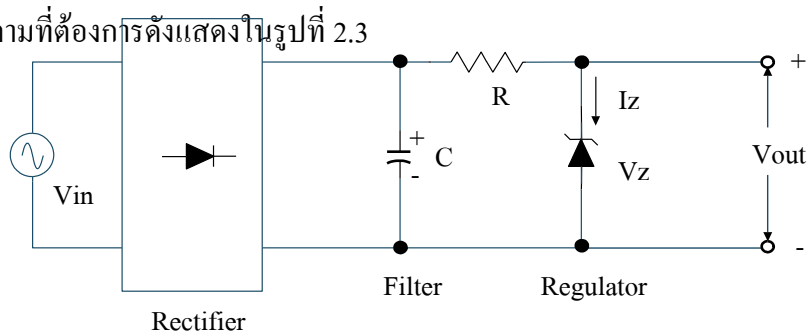 ตามที่ต้องการดังแสดงในรูปที่ 2.3
+
R
Iz
+
C
-
Vz
Vout
Vin
-
Filter
Regulator
Rectifier